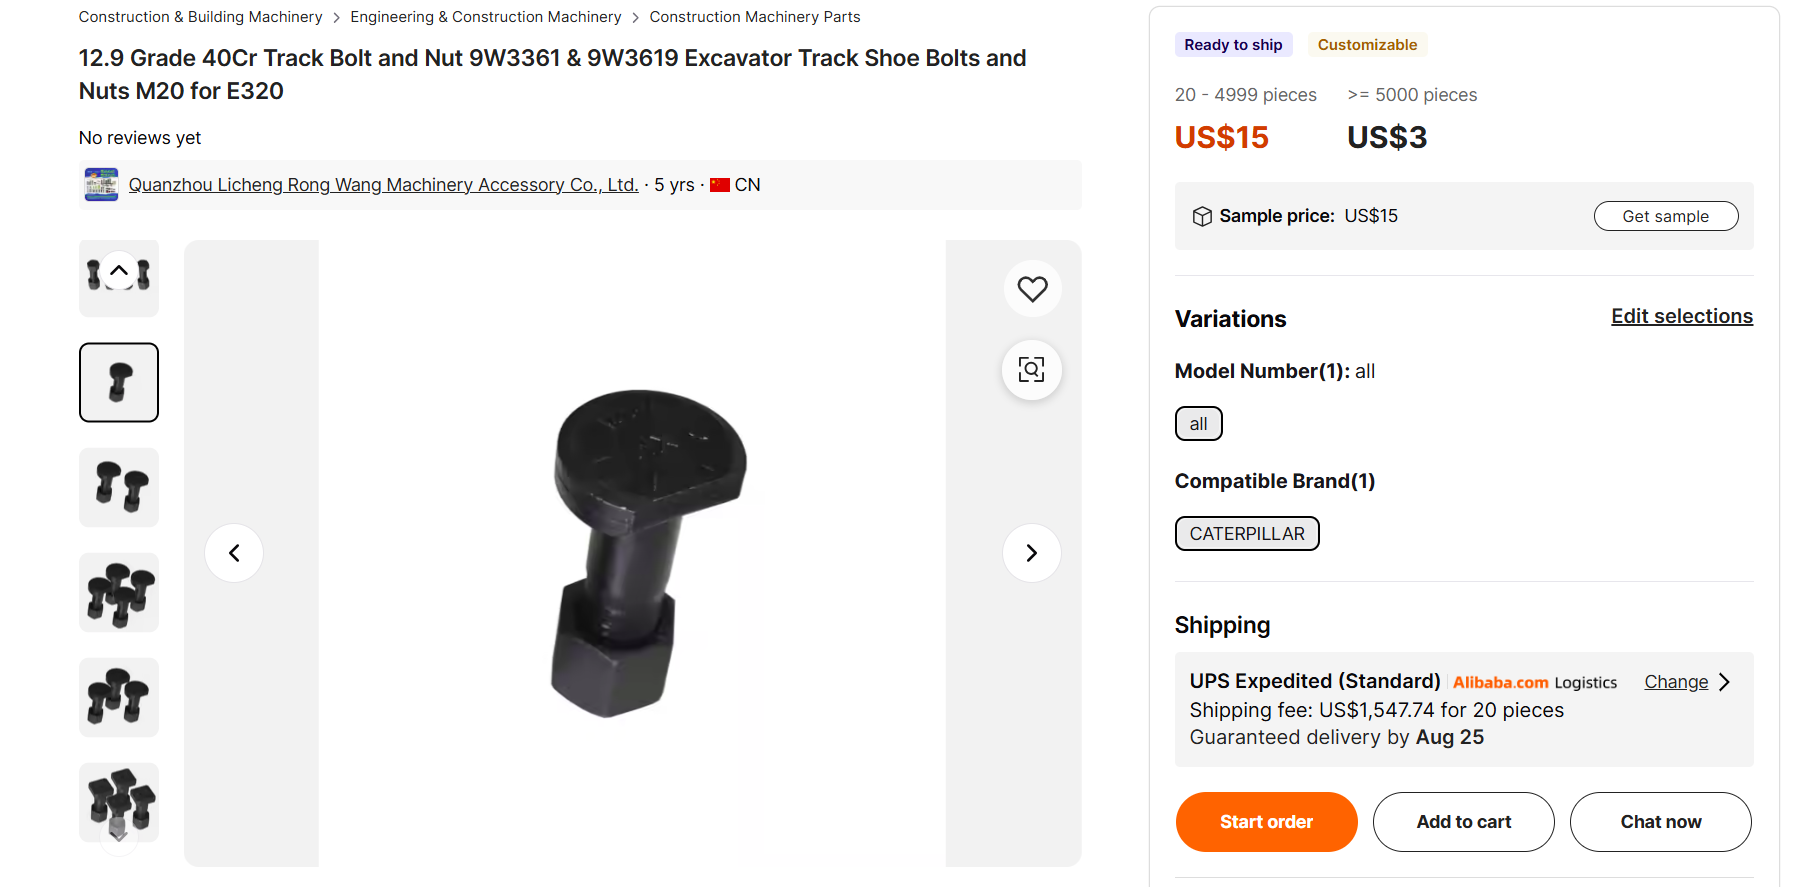 Construction & Building Machinery > Engineering & Construction Machinery > Construction Machinery Parts
12.9 Grade 40Cr Track Bolt and Nut 9W3361 & 9W3619 Excavator Track Shoe Bolts and
Nuts M20 for E320
No reviews yet
Quanzhou Licheng Rong Wang Machinery Accessory Co., Ltd. · 5 yrs · CN
Ready to ship
Customizable
20 - 4999 pieces
>= 5000 pieces
US$15
US$3
Sample price: US$15
Get sample
Variations
Edit selections
Model Number(1): all
all
Compatible Brand(1)
CATERPILLAR
Shipping
UPS Expedited (Standard) Alibaba.com Logistics
Change
Shipping fee: US$1,547.74 for 20 pieces
Guaranteed delivery by Aug 25
Start order
Add to cart
Chat now